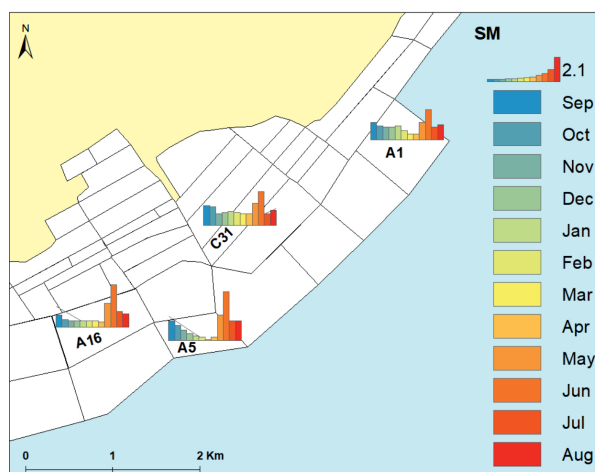 N
SM
2.1
Sep
Oct
Nov
Dec
Jan
Feb
Mar
Apr
May
Jun
Jul
Aug
A1
C31
A16
A5
0 1 2 Km